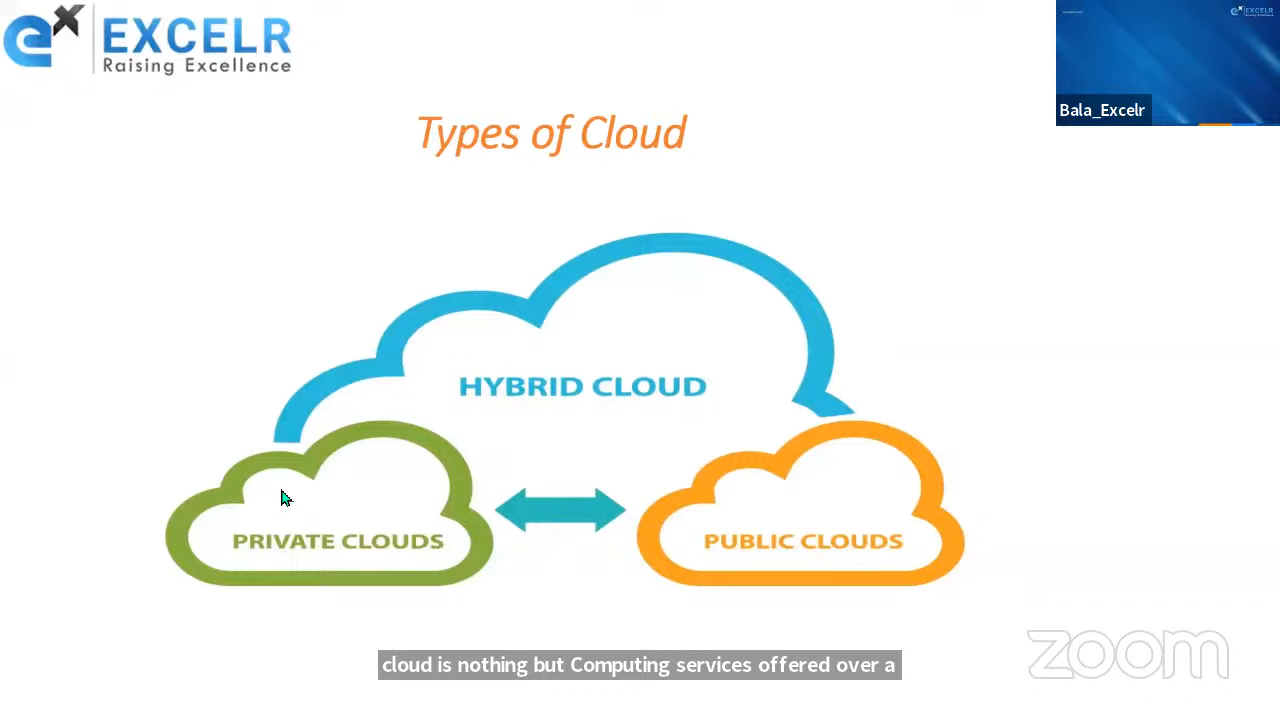 EXCELR
Raising Excellence
EXCELR
Bala_Excelr
Types of Cloud
HYBRID CLOUD
PRIVATE CLOUDS
PUBLIC CLOUDS
cloud is nothing but Computing services offered over a
zoom